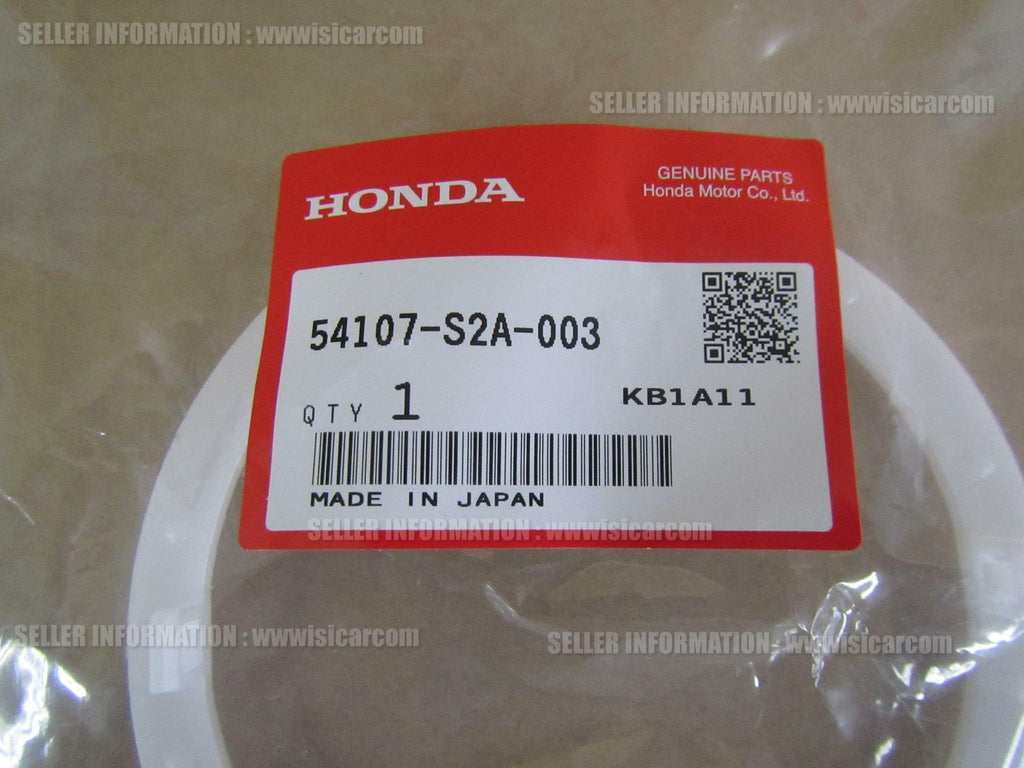 SELLER INFORMATION : wwwisicarcom
SELLER INFORMATION : wwwisicarcom
HONDA
GENUINE PARTS
Honda Motor Co., Ltd.
54107-S2A-003
QTY 1
KB1A11
MADE IN JAPAN
SELLER INFORMATION : wwwisicarcom
SELLER INFORMATION : wwwisicarcom
SELLER INFORMATION : wwwisicarcom